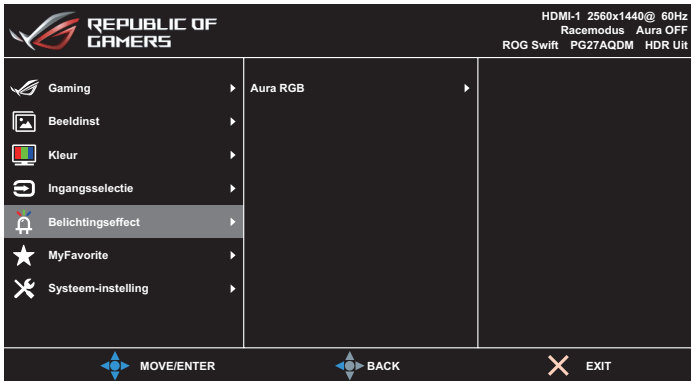 REPUBLIC OF
GAMERS
HDMI-1 2560x1440@ 60Hz
Racemodus Aura OFF
ROG Swift PG27AQDM HDR Uit
Gaming
Aura RGB
Beeldinst
Kleur
Ingangsselectie
Belichtingseffect
MyFavorite
Systeem-instelling
MOVE/ENTER
BACK
EXIT